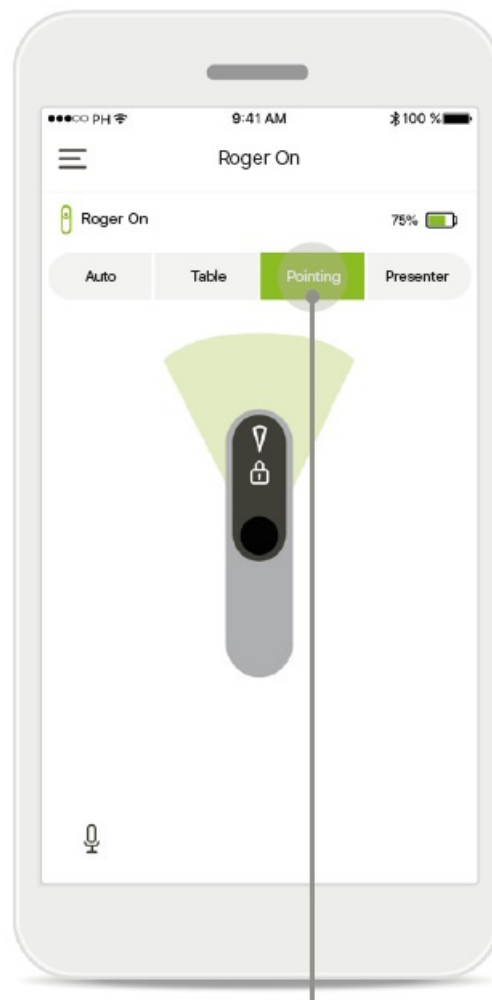 PH 9:41 AM 100 %
Roger On
Roger On 75%
Auto Table Pointing Presenter